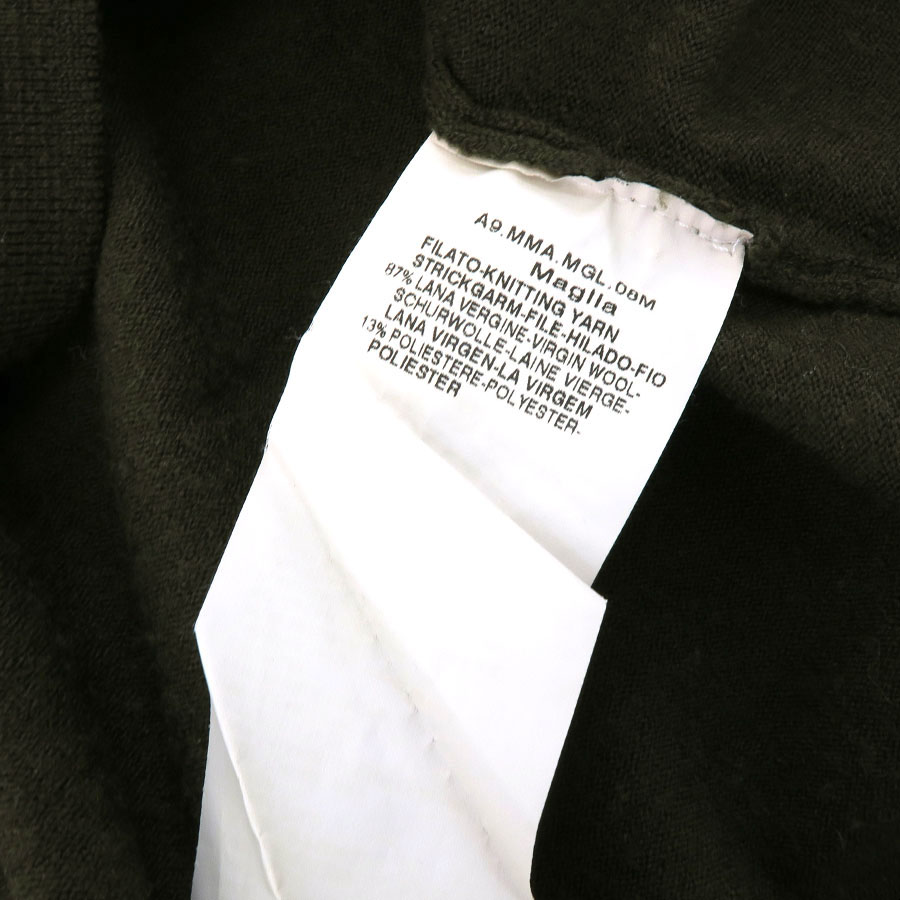 A9.MMA.MGL.08M
Maglia
FILATO-KNITTING YARN
STRICKGARM-FILE-HILADO-FIO
87% LANA VERGINE-VIRGIN WOOL-
SCHURWOLLE-LAINE VIERGE-
LANA VIRGEN-LA VIRGEM
13% POLIESTERE-POLYESTER-
POLIESTER